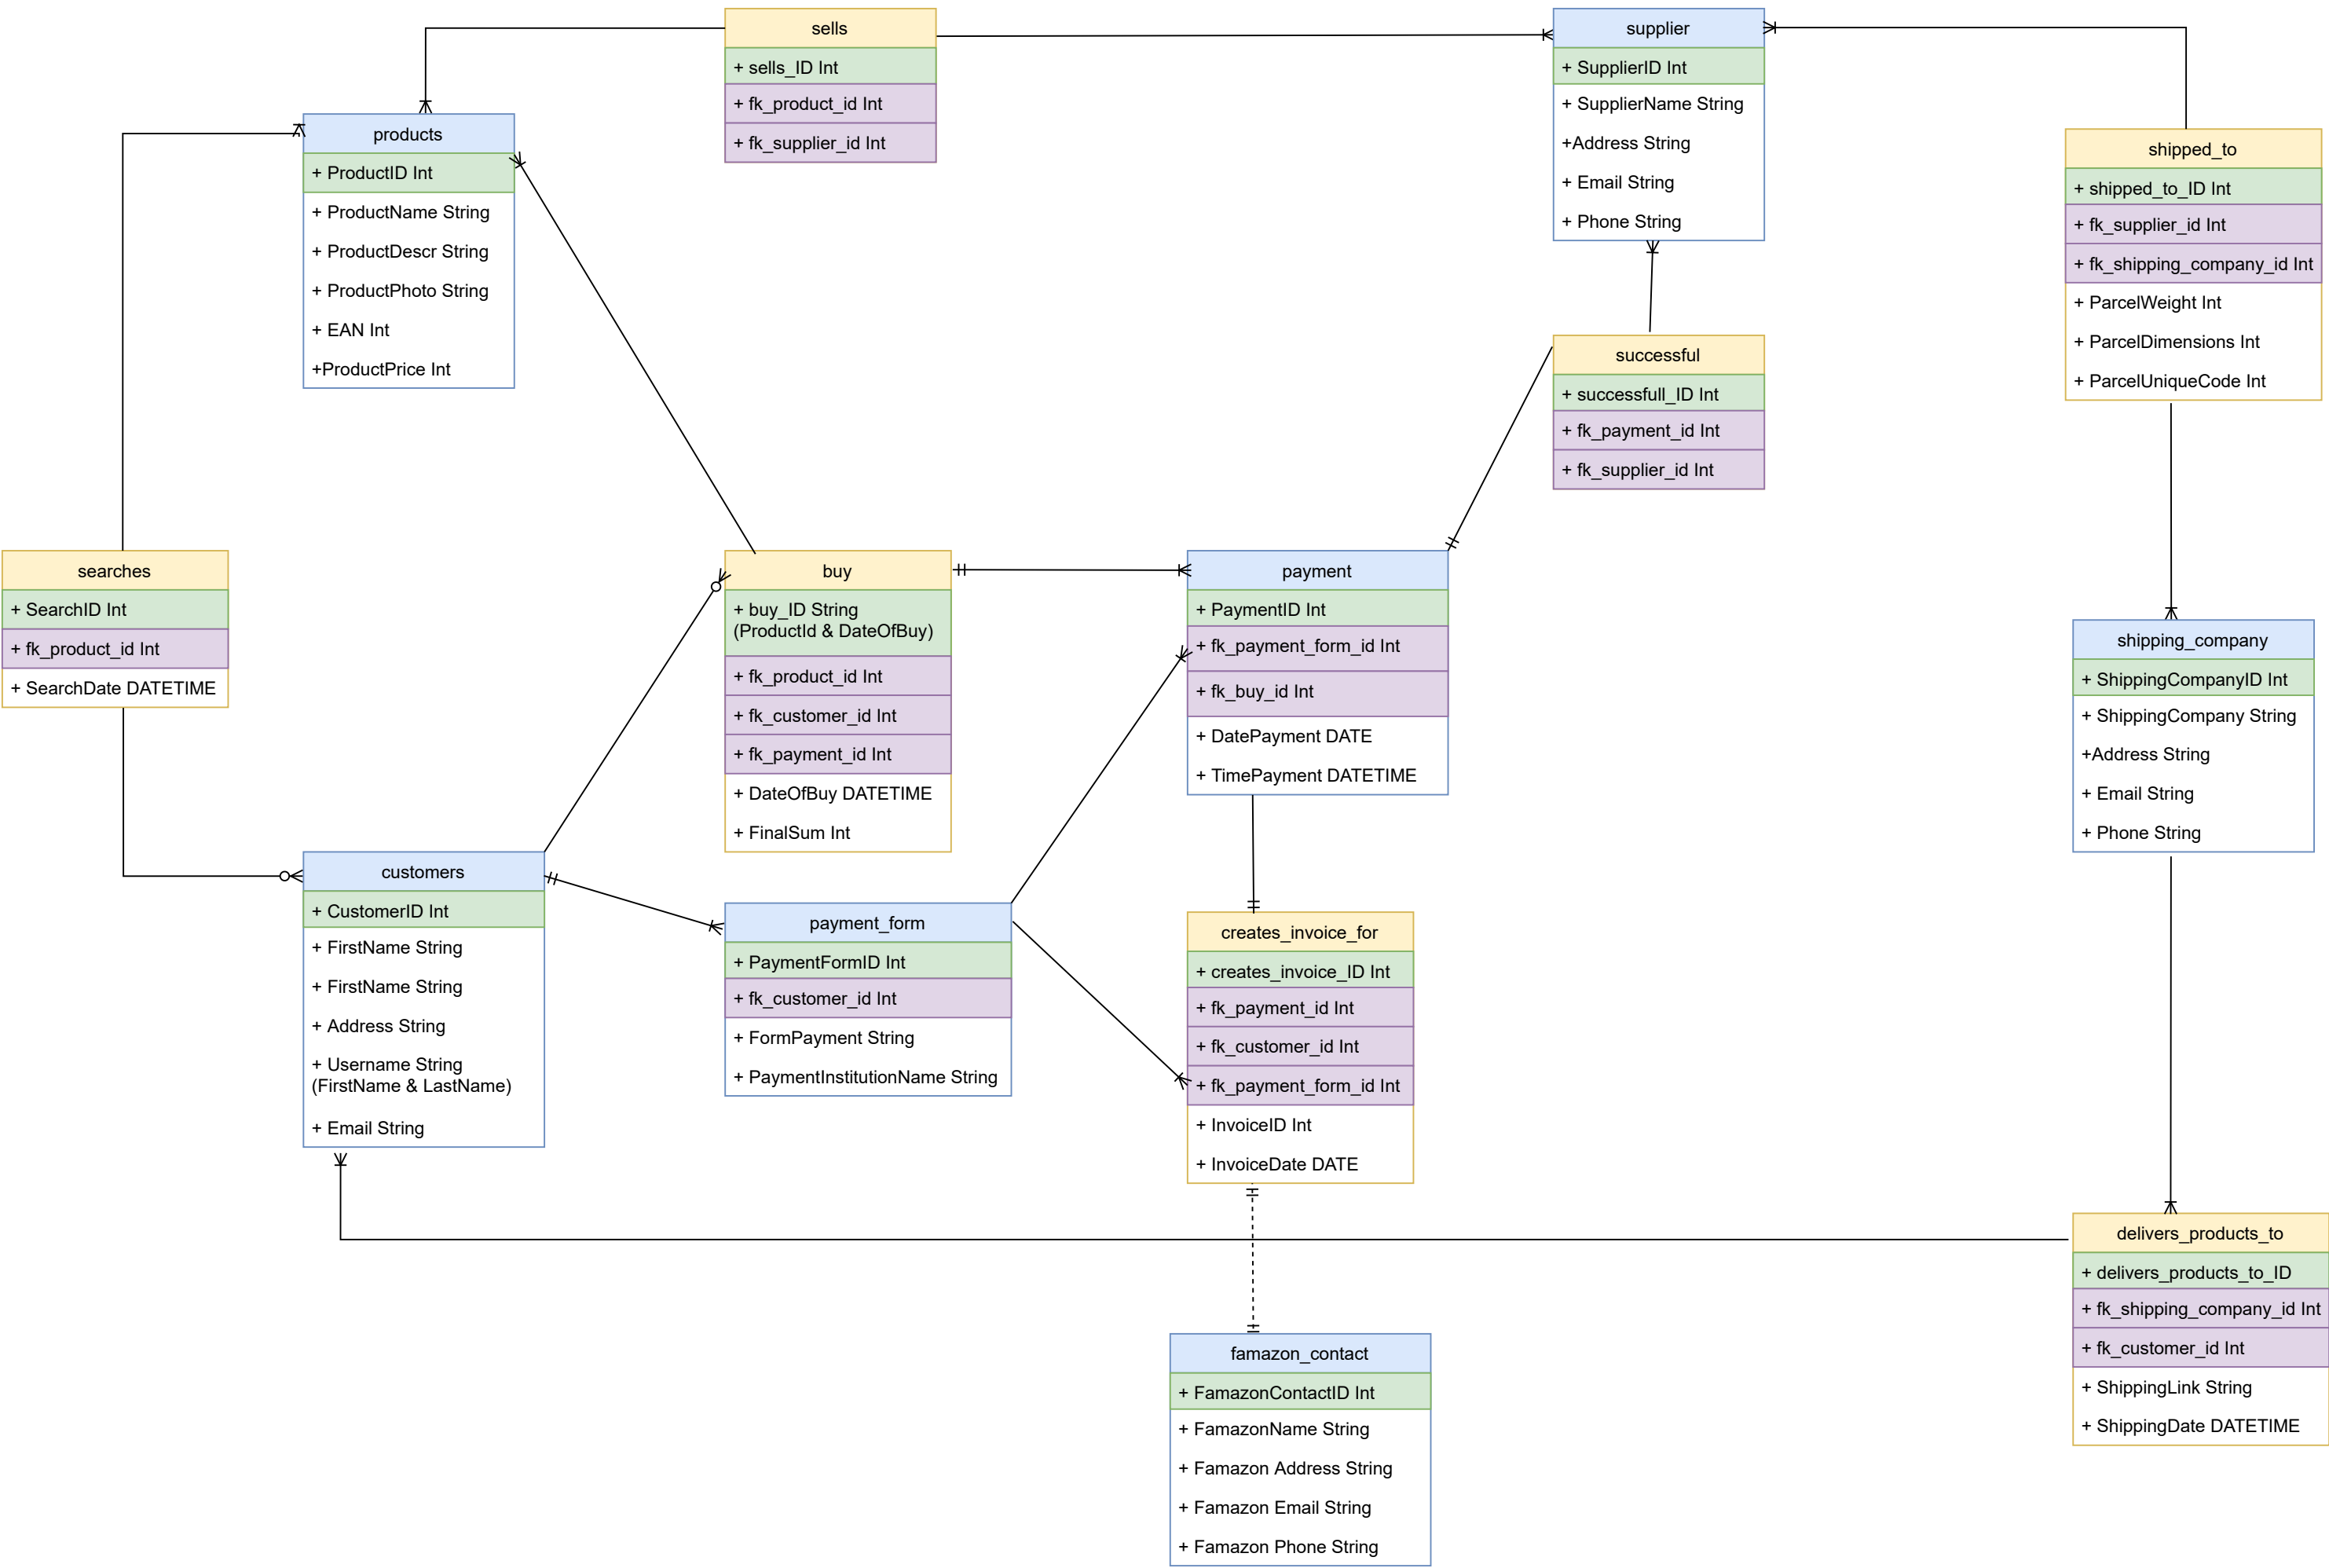 sells
+ sells_ID Int
+ fk_product_id Int
+ fk_supplier_id Int
supplier
+ SupplierID Int
+ SupplierName String
+Address String
+ Email String
+ Phone String
products
+ ProductID Int
+ ProductName String
+ ProductDescr String
+ ProductPhoto String
+ EAN Int
+ProductPrice Int
shipped_to
+ shipped_to_ID Int
+ fk_supplier_id Int
+ fk_shipping_company_id Int
+ ParcelWeight Int
+ ParcelDimensions Int
+ ParcelUniqueCode Int
successful
+ successfull_ID Int
+ fk_payment_id Int
+ fk_supplier_id Int
searches
+ SearchID Int
+ fk_product_id Int
+ SearchDate DATETIME
buy
+ buy_ID String
(ProductId & DateOfBuy)
+ fk_product_id Int
+ fk_customer_id Int
+ fk_payment_id Int
+ DateOfBuy DATETIME
+ FinalSum Int
payment
+ PaymentID Int
+ fk_payment_form_id Int
+ fk_buy_id Int
+ DatePayment DATE
+ TimePayment DATETIME
shipping_company
+ ShippingCompanyID Int
+ ShippingCompany String
+Address String
+ Email String
+ Phone String
customers
+ CustomerID Int
+ FirstName String
+ FirstName String
+ Address String
+ Username String
(FirstName & LastName)
+ Email String
payment_form
+ PaymentFormID Int
+ fk_customer_id Int
+ FormPayment String
+ PaymentInstitutionName String
creates_invoice_for
+ creates_invoice_ID Int
+ fk_payment_id Int
+ fk_customer_id Int
+ fk_payment_form_id Int
+ InvoiceID Int
+ InvoiceDate DATE
delivers_products_to
+ delivers_products_to_ID
+ fk_shipping_company_id Int
+ fk_customer_id Int
+ ShippingLink String
+ ShippingDate DATETIME
famazon_contact
+ FamazonContactID Int
+ FamazonName String
+ Famazon Address String
+ Famazon Email String
+ Famazon Phone String